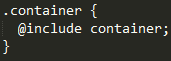 .container {
  @include container;
}